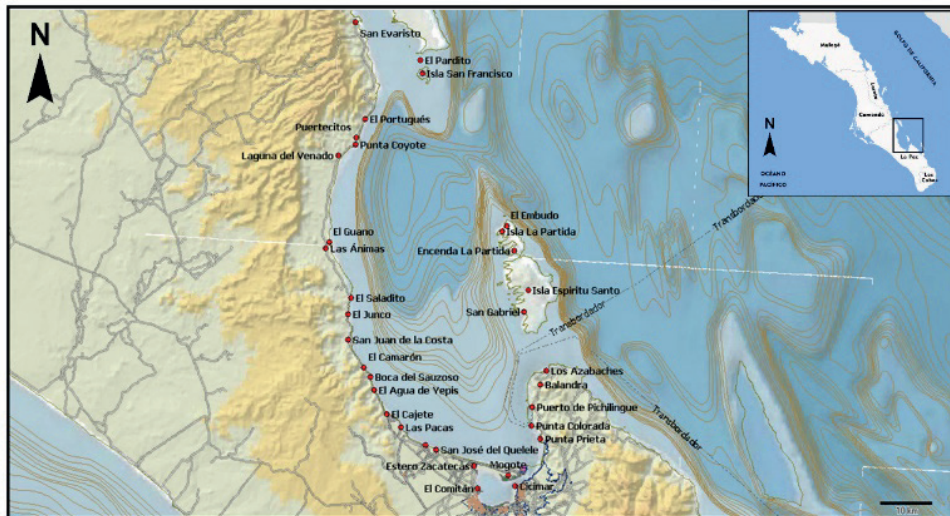 N
San Evaristo
El Pardito
Isla San Francisco
El Portugués
Puertecitos
Punta Coyote
Laguna del Venado
El Embudo
Isla La Partida
El Guano
Las Ánimas
Encenda La Partida
Isla Espiritu Santo
El Saladito
San Gabriel
El Junco
San Juan de la Costa
El Camarón
Boca del Sauzoso
El Agua de Yepis
El Cajete
Las Pacas
San José del Quelele
Estero Zacatecas
Mogote
El Comitán
Cicimar
Los Azabaches
Balandra
Puerto de Pichilingue
Punta Colorada
Punta Prieta
Transbordador
Transbordador
Transbordador
10 Km
GOLFO DE CALIFORNIA
Mulegé
Loreto
Comondú
La Paz
Los Cabos
N
OCEANO
PACÍFICO